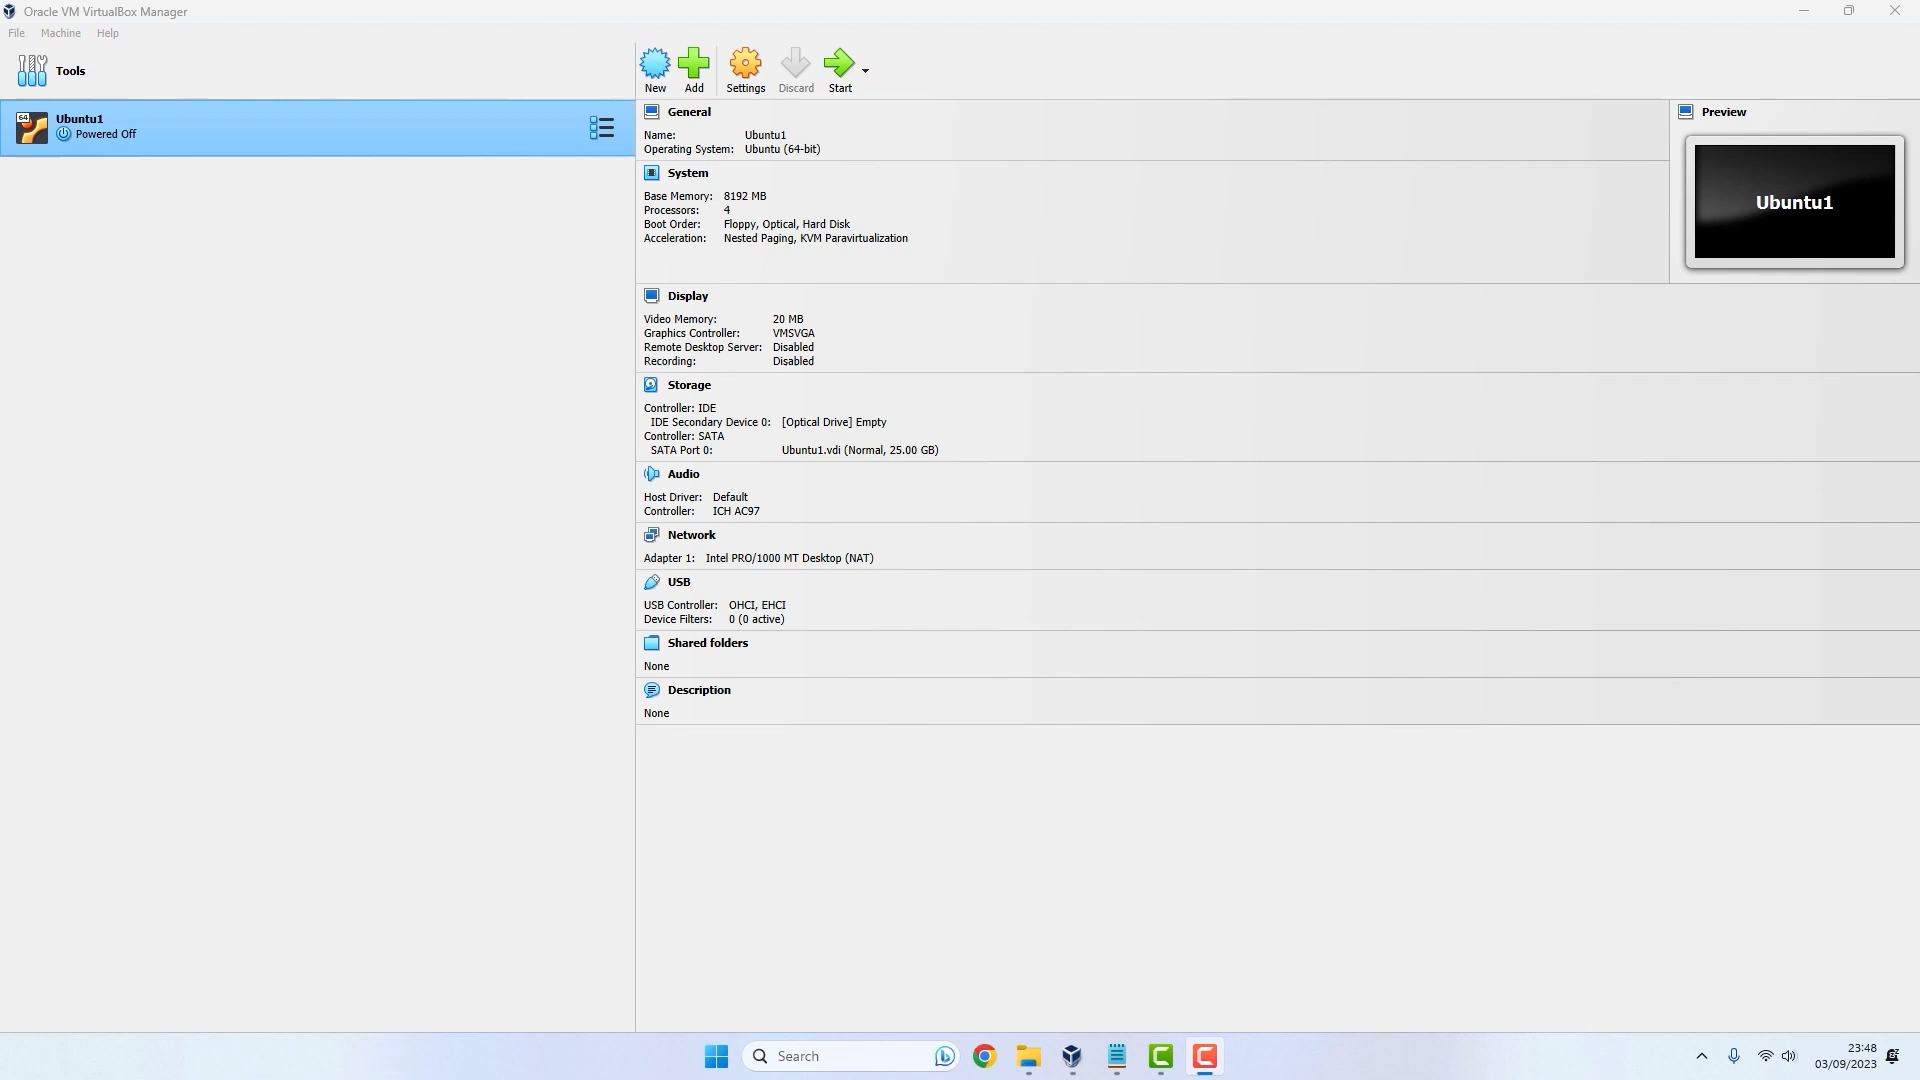 Oracle VM VirtualBox Manager
File Machine Help
Tools
New Add Settings Discard Start
64
Ubuntu1
Powered Off
General
Name: Ubuntu1
Operating System: Ubuntu (64-bit)
Preview
Ubuntu1
System
Base Memory: 8192 MB
Processors: 4
Boot Order: Floppy, Optical, Hard Disk
Acceleration: Nested Paging, KVM Paravirtualization
Display
Video Memory: 20 MB
Graphics Controller: VMSVGA
Remote Desktop Server: Disabled
Recording: Disabled
Storage
Controller: IDE
IDE Secondary Device 0: [Optical Drive] Empty
Controller: SATA
SATA Port 0: Ubuntu1.vdi (Normal, 25.00 GB)
Audio
Host Driver: Default
Controller: ICH AC97
Network
Adapter 1: Intel PRO/1000 MT Desktop (NAT)
USB
USB Controller: OHCI, EHCI
Device Filters: 0 (0 active)
Shared folders
None
Description
None
Search
23:48
03/09/2023